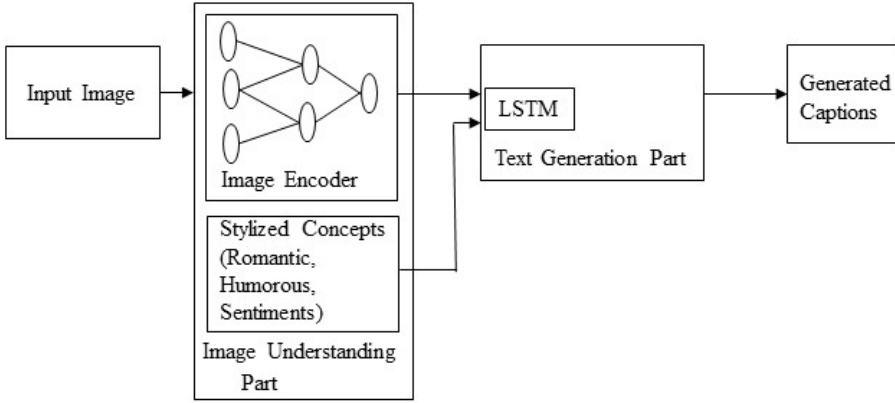 Input Image
Image Encoder
Stylized Concepts
(Romantic,
Humorous,
Sentiments)
Image Understanding
Part
LSTM
Text Generation Part
Generated
Captions